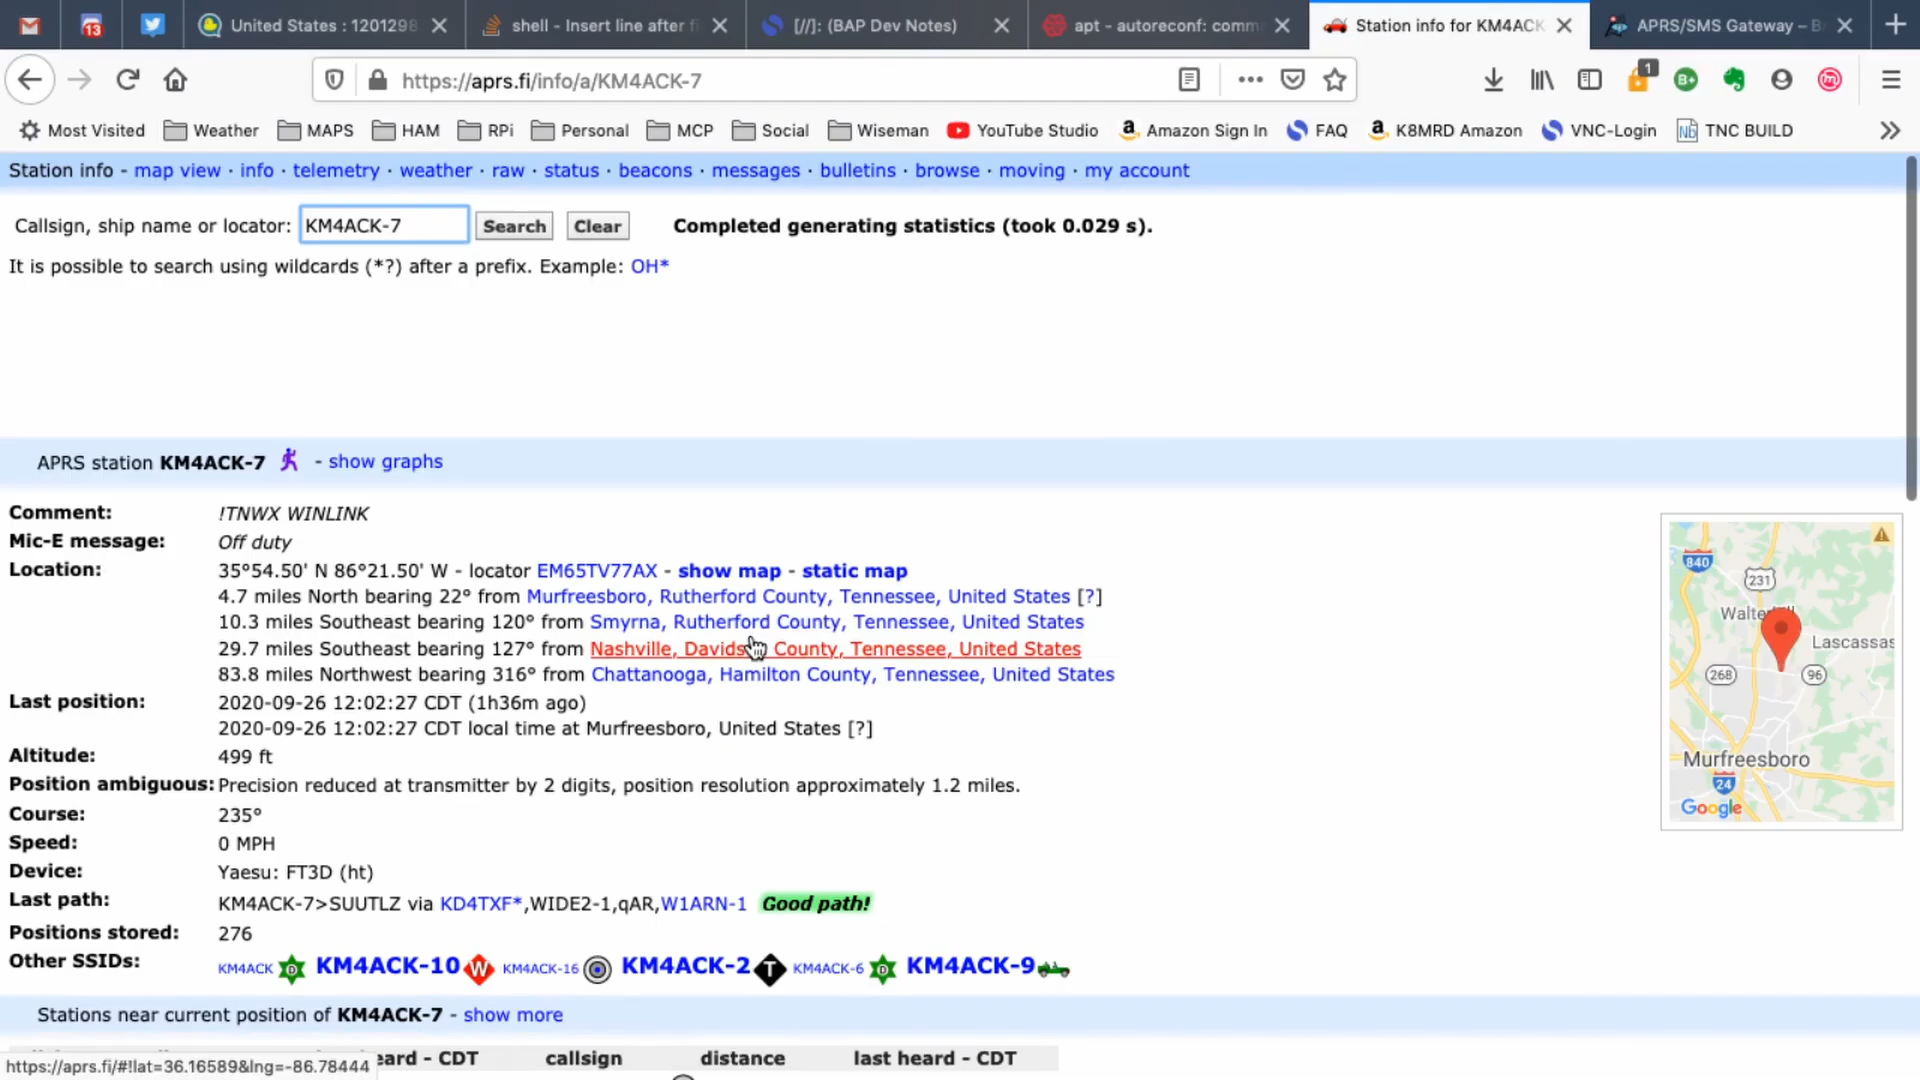 13
United States : 1201298
shell - Insert line after fi
[//]: (BAP Dev Notes)
apt - autoreconf: comm
Station info for KM4ACK
APRS/SMS Gateway – B
https://aprs.fi/info/a/KM4ACK-7
1
B+
Most Visited
Weather
MAPS
HAM
RPi
Personal
MCP
Social
Wiseman
YouTube Studio
Amazon Sign In
FAQ
K8MRD Amazon
VNC-Login
TNC BUILD
Station info - map view · info · telemetry · weather · raw · status · beacons · messages · bulletins · browse · moving · my account
Callsign, ship name or locator: KM4ACK-7 Search Clear Completed generating statistics (took 0.029 s).
It is possible to search using wildcards (*?) after a prefix. Example: OH*
APRS station KM4ACK-7 - show graphs
Comment: !TNWX WINLINK
Mic-E message: Off duty
Location: 35°54.50' N 86°21.50' W - locator EM65TV77AX - show map - static map
4.7 miles North bearing 22° from Murfreesboro, Rutherford County, Tennessee, United States [?]
10.3 miles Southeast bearing 120° from Smyrna, Rutherford County, Tennessee, United States
29.7 miles Southeast bearing 127° from Nashville, Davids County, Tennessee, United States
83.8 miles Northwest bearing 316° from Chattanooga, Hamilton County, Tennessee, United States
Last position: 2020-09-26 12:02:27 CDT (1h36m ago)
2020-09-26 12:02:27 CDT local time at Murfreesboro, United States [?]
Altitude: 499 ft
Position ambiguous: Precision reduced at transmitter by 2 digits, position resolution approximately 1.2 miles.
Course: 235°
Speed: 0 MPH
Device: Yaesu: FT3D (ht)
Last path: KM4ACK-7>SUUTLZ via KD4TXF*,WIDE2-1,qAR,W1ARN-1 Good path!
Positions stored: 276
Other SSIDs: KM4ACK D KM4ACK-10 W KM4ACK-16 KM4ACK-2 T KM4ACK-6 D KM4ACK-9
840
231
Walter
Lascassas
268
96
Murfreesboro
24
Google
Stations near current position of KM4ACK-7 - show more
eard - CDT callsign distance last heard - CDT
https://aprs.fi/#!lat=36.16589&lng=-86.78444